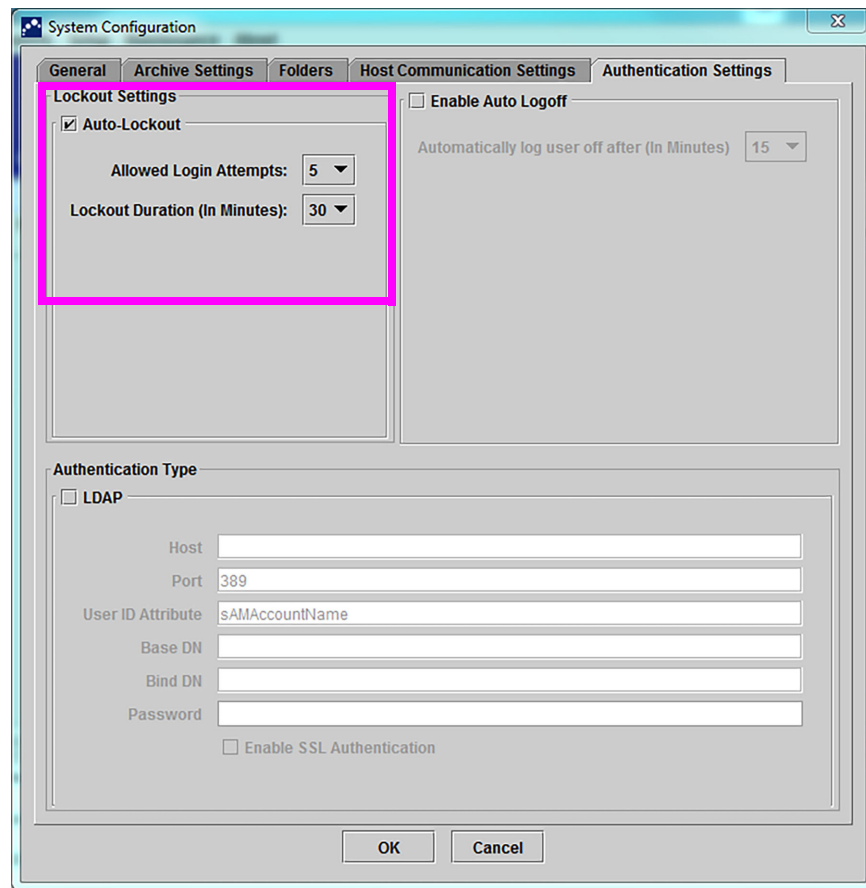 System Configuration
General
Archive Settings
Folders
Host Communication Settings
Authentication Settings
Lockout Settings
Auto-Lockout
Allowed Login Attempts: 5
Lockout Duration (In Minutes): 30
Enable Auto Logoff
Automatically log user off after (In Minutes) 15
Authentication Type
LDAP
Host
Port 389
User ID Attribute sAMAccountName
Base DN
Bind DN
Password
Enable SSL Authentication
OK
Cancel